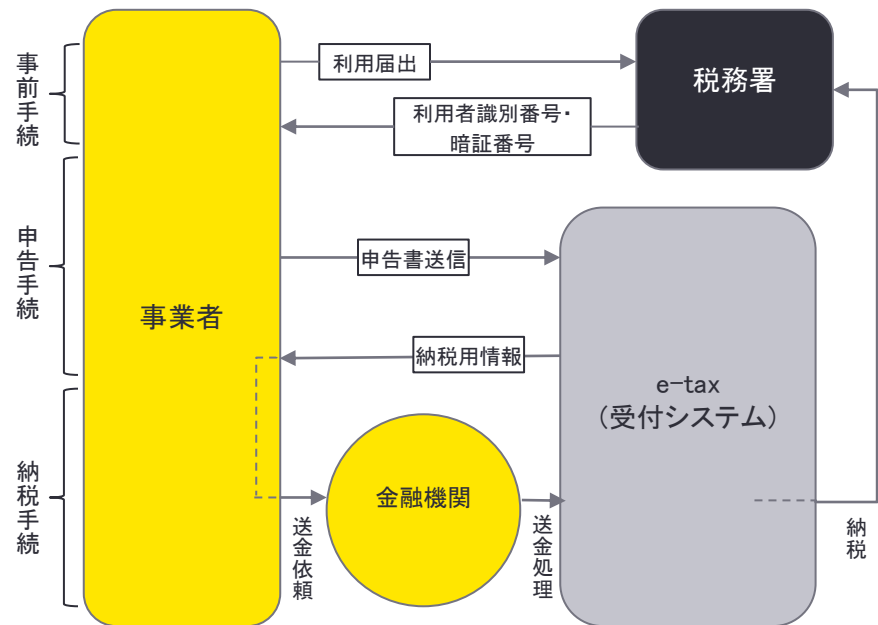 事前手続
利用届出
税務署
利用者識別番号・
暗証番号
申告手続
申告書送信
事業者
納税用情報
e-tax
（受付システム）
納税手続
金融機関
送金依頼
送金処理
納税